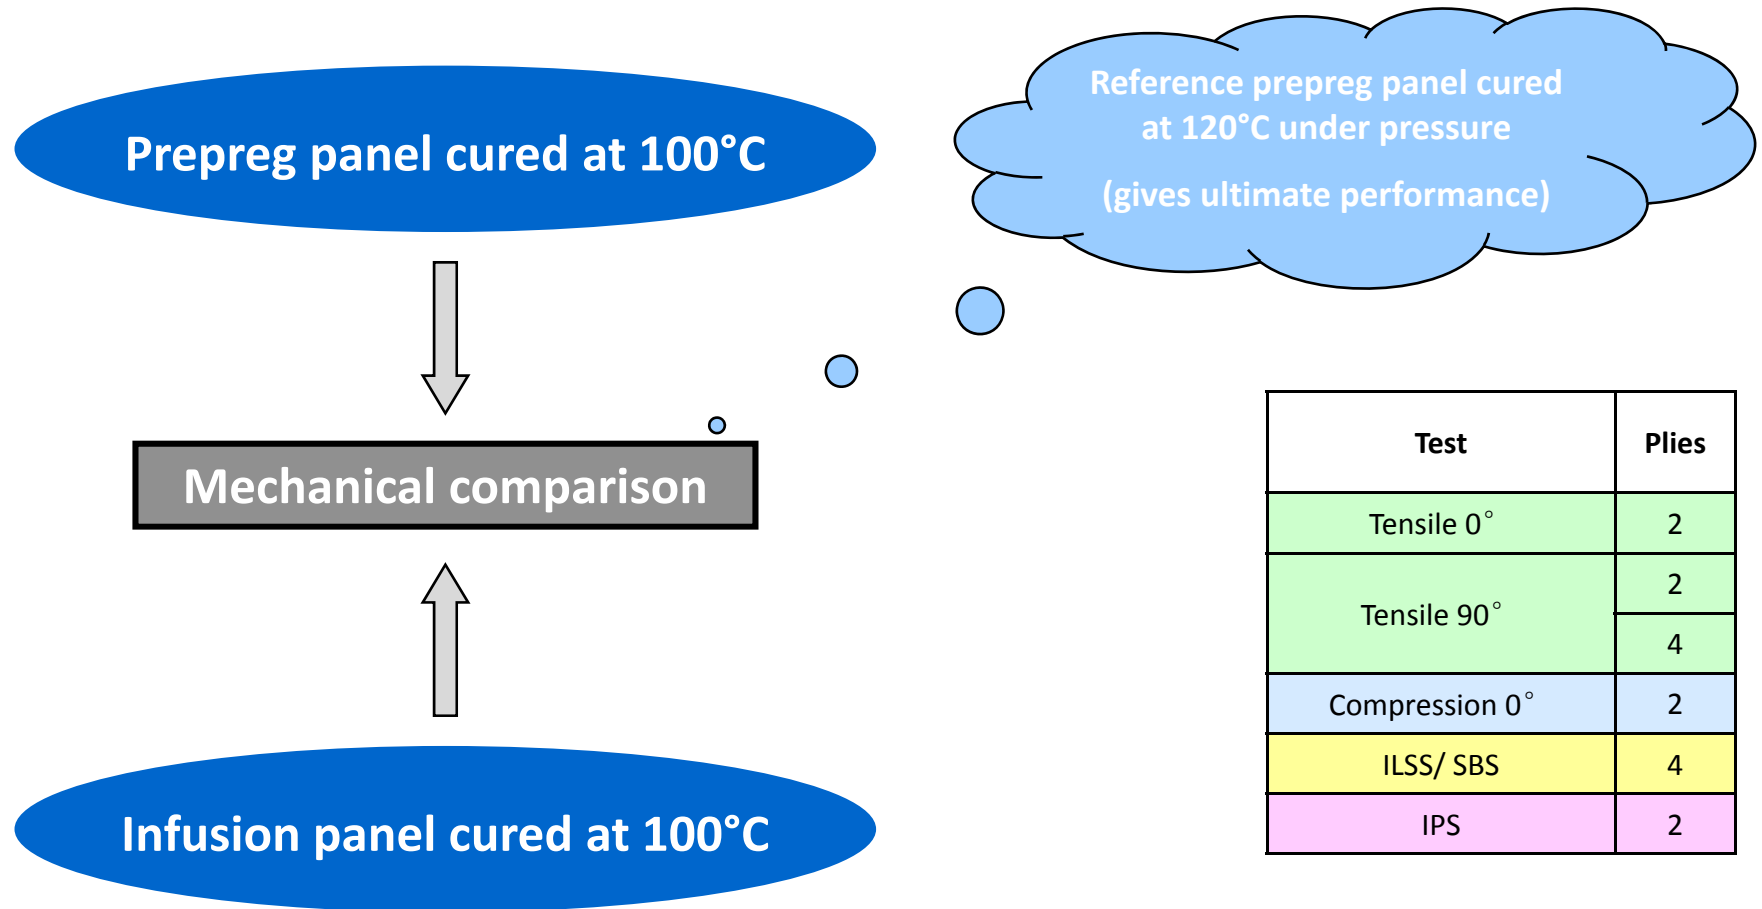 Prepreg panel cured at 100°C
Reference prepreg panel cured
at 120°C under pressure
(gives ultimate performance)
Mechanical comparison
Infusion panel cured at 100°C
Test Plies
Tensile 0° 2
Tensile 90° 2
4
Compression 0° 2
ILSS/ SBS 4
IPS 2